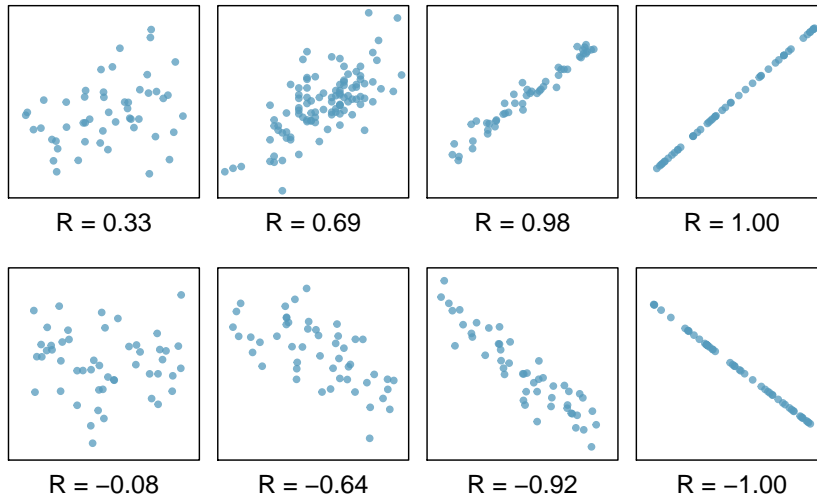 R = 0.33
R = 0.69
R = 0.98
R = 1.00
R = −0.08
R = −0.64
R = −0.92
R = −1.00